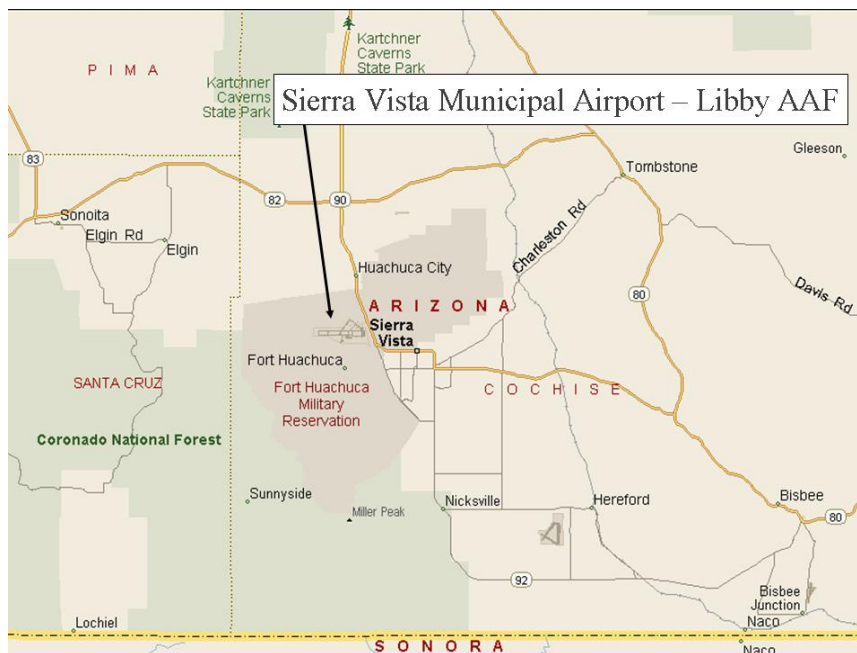 Kartchner
Caverns
State Park
P I M A
Kartchner
Caverns
State Park
Sierra Vista Municipal Airport – Libby AAF
Gleeson
83
Tombstone
82
90
Sonoita
Elgin Rd
Elgin
Charleston Rd
Huachuca City
80
Davis Rd
A R I Z O N A
Sierra
Vista
Fort Huachuca
SANTA CRUZ
Fort Huachuca
Military
Reservation
C O C H I S E
Coronado National Forest
Sunnyside
Nicksville
Hereford
Bisbee
Miller Peak
80
92
Bisbee
Junction
Lochiel
Naco
S O N O R A
Naco